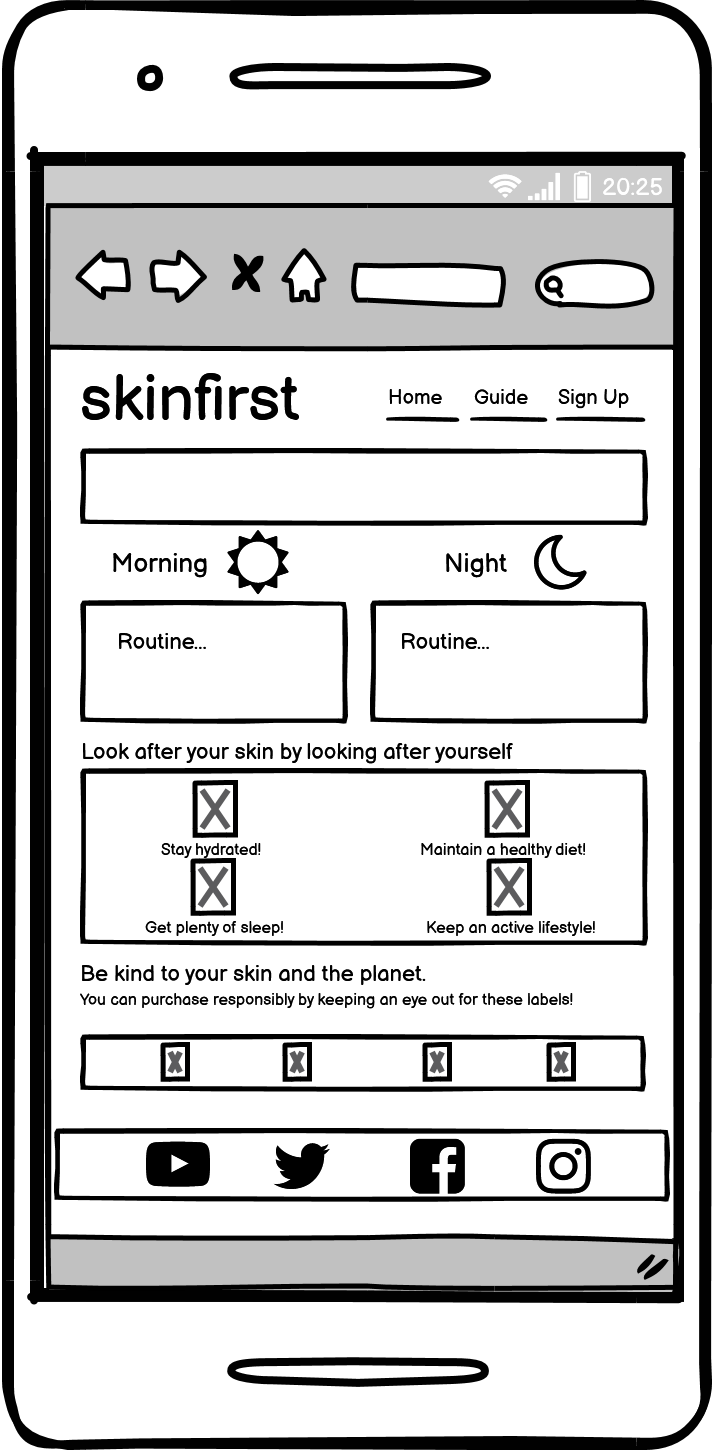 20:25
skinfirst
Home Guide Sign Up
Morning Night
Routine... Routine...
Look after your skin by looking after yourself
Stay hydrated! Maintain a healthy diet!
Get plenty of sleep! Keep an active lifestyle!
Be kind to your skin and the planet.
You can purchase responsibly by keeping an eye out for these labels!